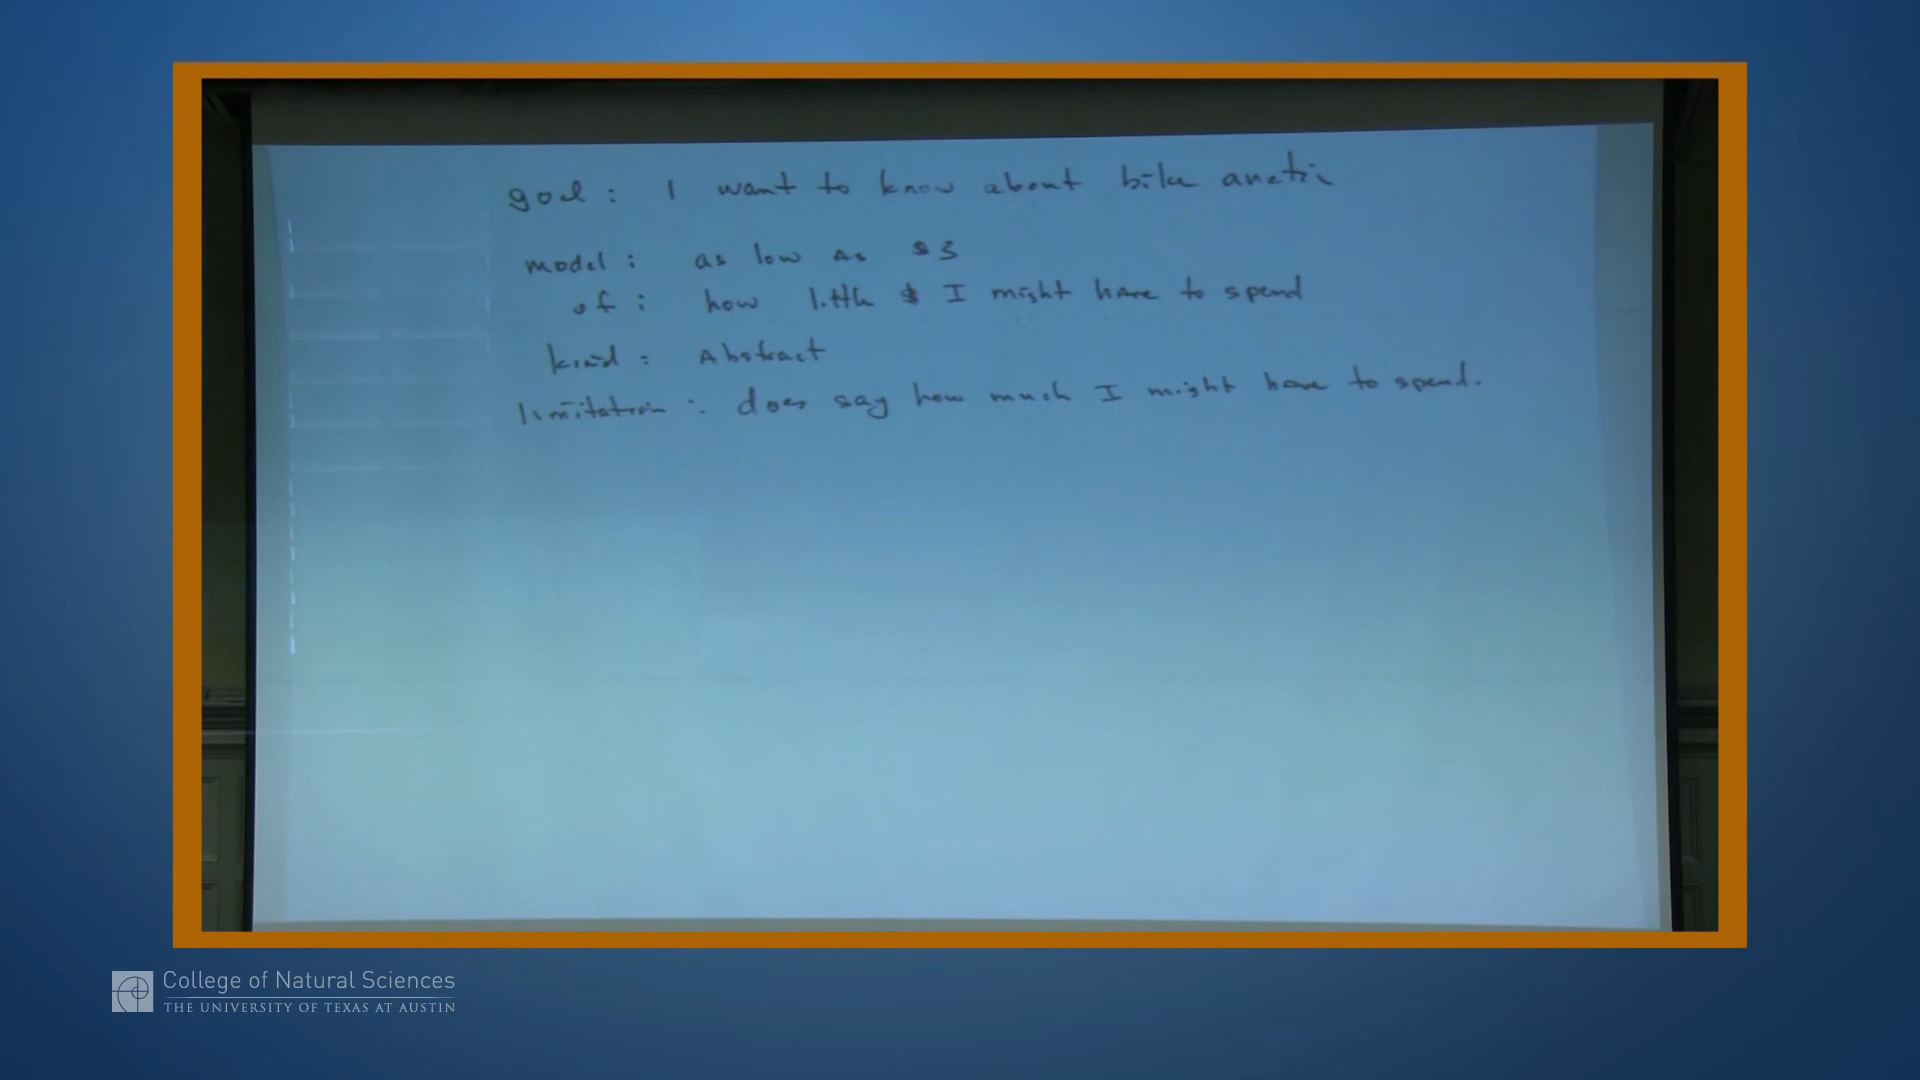 goal : I want to know about bike auctin
model : as low as $3
of : how little $ I might have to spend
kind : Abstract
limitation : does say how much I might have to spend.
College of Natural Sciences
THE UNIVERSITY OF TEXAS AT AUSTIN